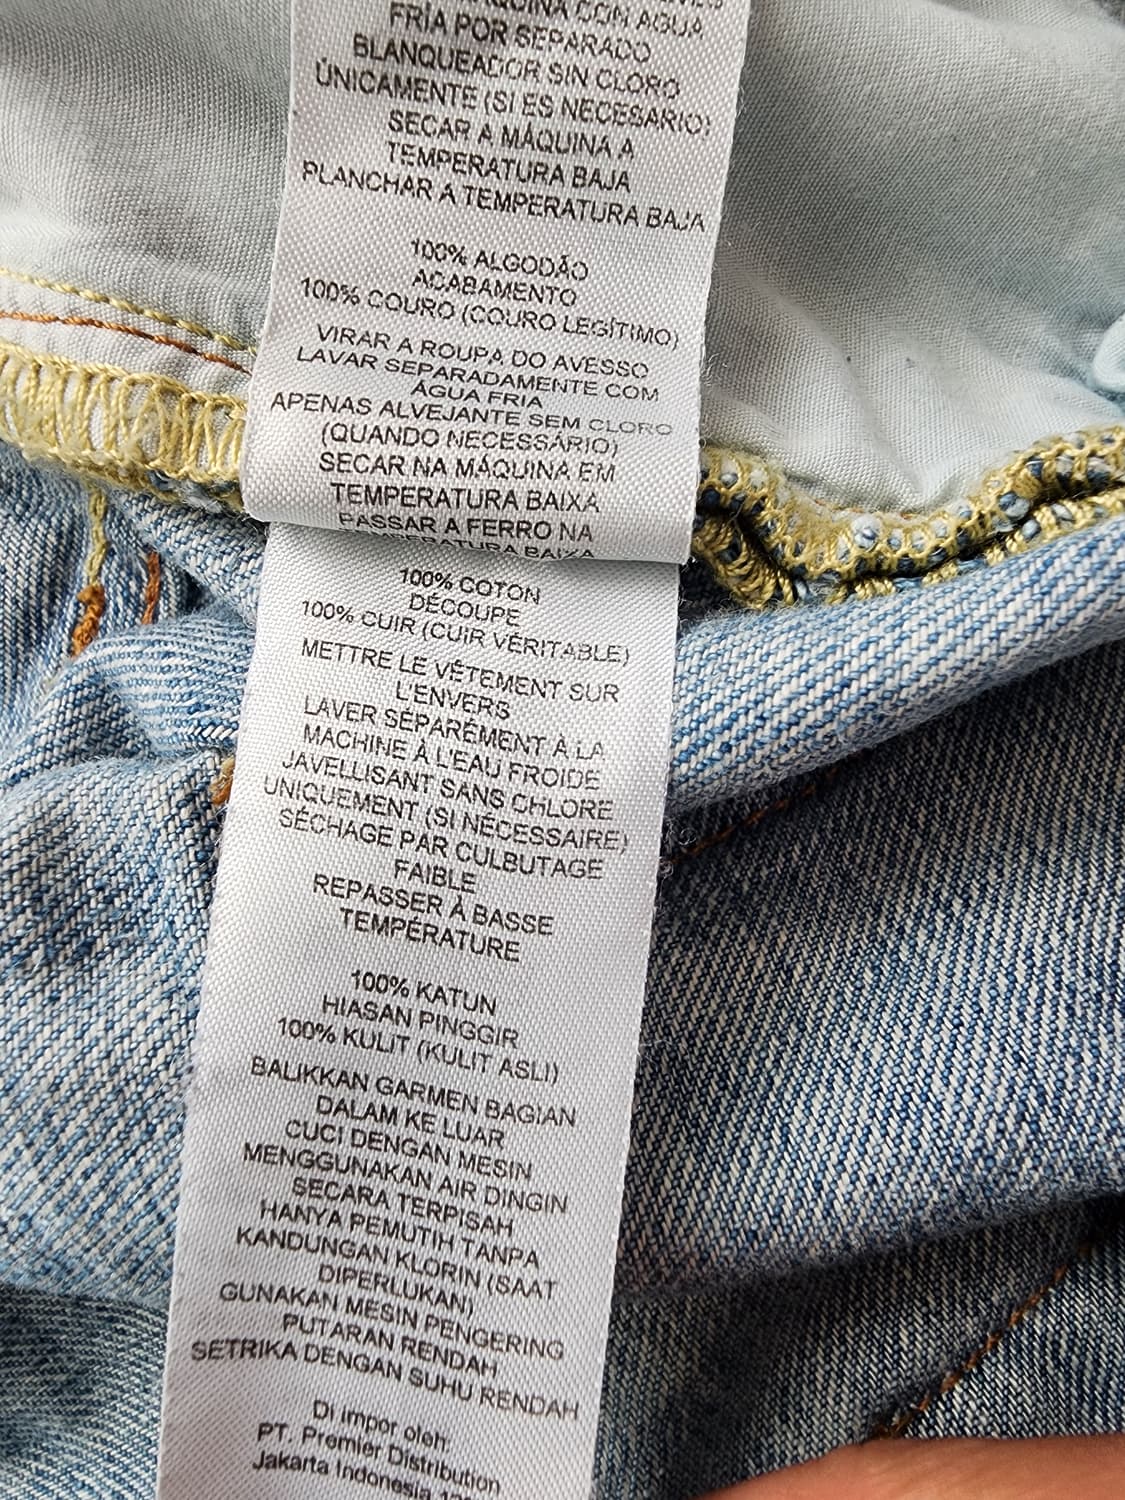 CON AGUA
FRÍA POR SEPARADO
BLANQUEADOR SIN CLORO
ÚNICAMENTE (SI ES NECESARIO)
SECAR A MÁQUINA A
TEMPERATURA BAJA
PLANCHAR A TEMPERATURA BAJA
100% ALGODÃO
ACABAMENTO
100% COURO (COURO LEGÍTIMO)
VIRAR A ROUPA DO AVESSO
LAVAR SEPARADAMENTE COM
ÁGUA FRIA
APENAS ALVEJANTE SEM CLORO
(QUANDO NECESSÁRIO)
SECAR NA MÁQUINA EM
TEMPERATURA BAIXA
PASSAR A FERRO NA
TEMPERATURA BAIXA
100% COTON
DÉCOUPE
100% CUIR (CUIR VÉRITABLE)
METTRE LE VÊTEMENT SUR
L'ENVERS
LAVER SÉPARÉMENT À LA
MACHINE À L'EAU FROIDE
JAVELLISANT SANS CHLORE
UNIQUEMENT (SI NÉCESSAIRE)
SÉCHAGE PAR CULBUTAGE
FAIBLE
REPASSER À BASSE
TEMPÉRATURE
100% KATUN
HIASAN PINGGIR
100% KULIT (KULIT ASLI)
BALIKKAN GARMEN BAGIAN
DALAM KE LUAR
CUCI DENGAN MESIN
MENGGUNAKAN AIR DINGIN
SECARA TERPISAH
HANYA PEMUTIH TANPA
KANDUNGAN KLORIN (SAAT
DIPERLUKAN)
GUNAKAN MESIN PENGERING
PUTARAN RENDAH
SETRIKA DENGAN SUHU RENDAH
Di impor oleh:
PT. Premier Distribution
Jakarta Indonesia